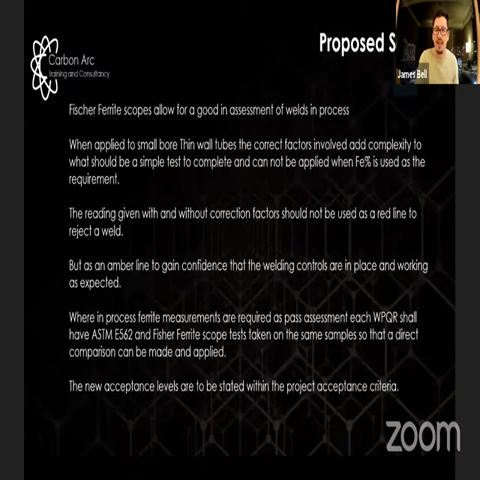 Proposed S
Carbon Arc
Training and Consultancy
James Bell
Fischer Ferrite scopes allow for a good in assessment of welds in process
When applied to small bore Thin wall tubes the correct factors involved add complexity to
what should be a simple test to complete and can not be applied when Fe% is used as the
requirement.
The reading given with and without correction factors should not be used as a red line to
reject a weld.
But as an amber line to gain confidence that the welding controls are in place and working
as expected.
Where in process ferrite measurements are required as pass assessment each WPQR shall
have ASTM E562 and Fisher Ferrite scope tests taken on the same samples so that a direct
comparison can be made and applied.
The new acceptance levels are to be stated within the project acceptance criteria.
zoom